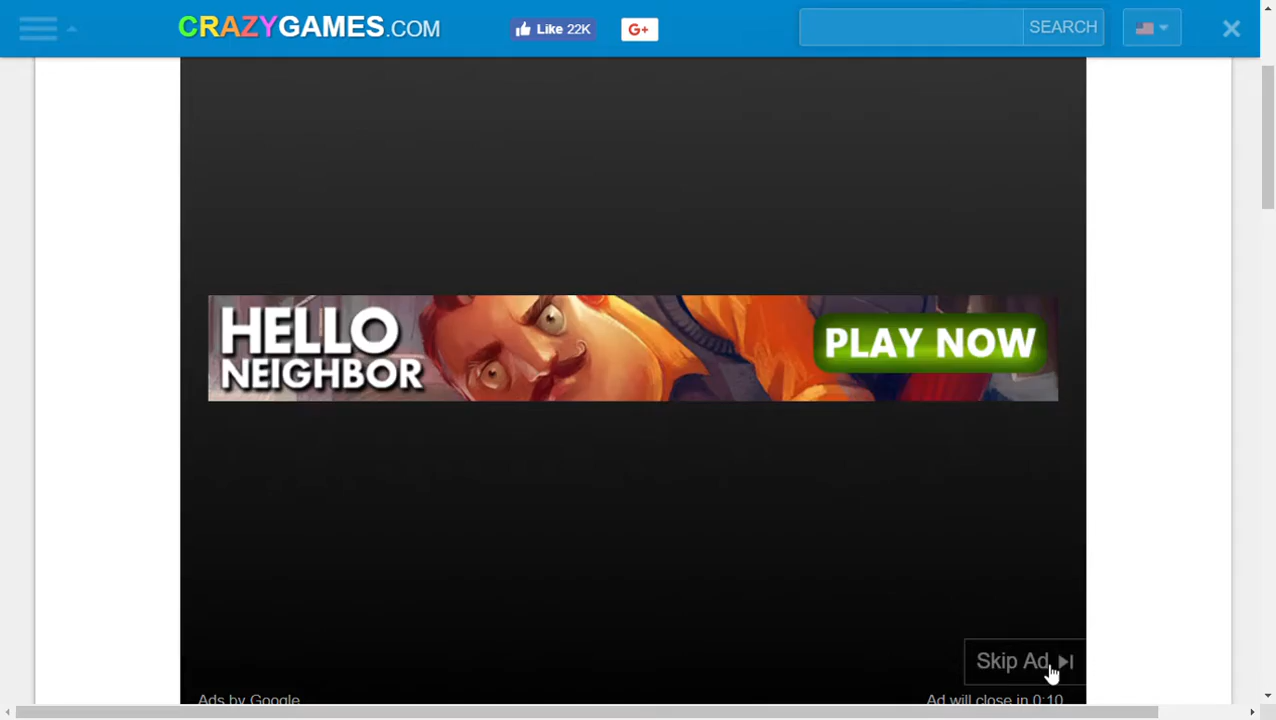 CRAZYGAMES.COM
Like 22K
G+
SEARCH
HELLO
NEIGHBOR
PLAY NOW
Skip Ad
Ads by Google
Ad will close in 0:10